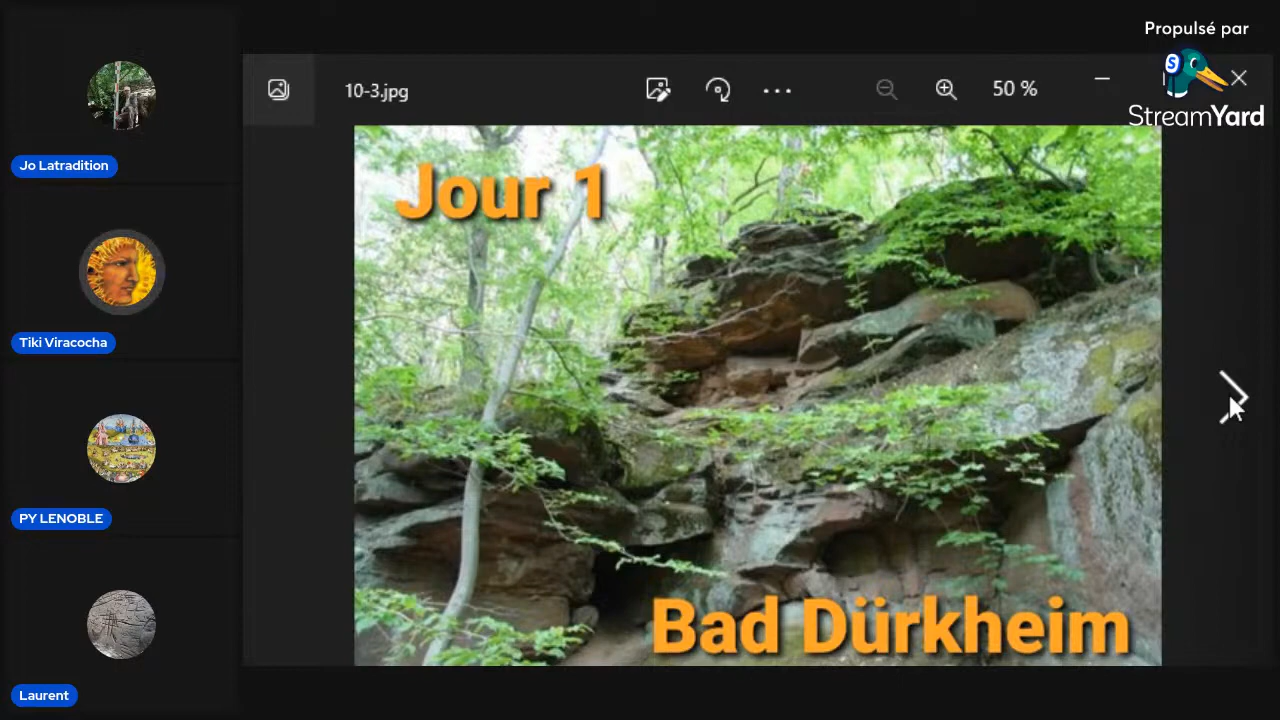 Propulsé par
StreamYard
10-3.jpg
50 %
Jour 1
Bad Dürkheim
Jo Latradition
Tiki Viracocha
PY LENOBLE
Laurent